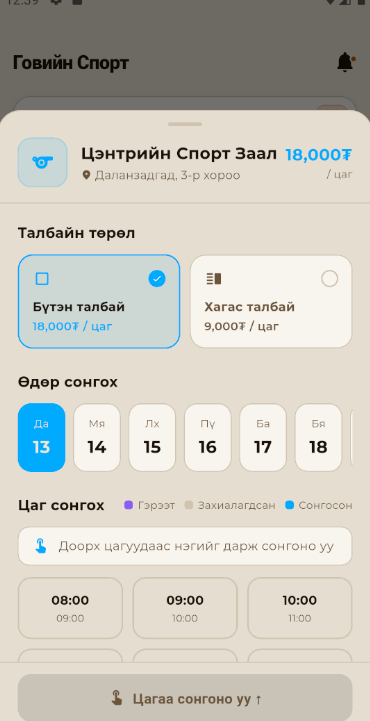 12:39
Говийн Спорт
Цэнтрийн Спорт Заал 18,000₮
Даланзадгад, 3-р хороо / цаг
Талбайн төрөл
Бүтэн талбай Хагас талбай
18,000₮ / цаг 9,000₮ / цаг
Өдөр сонгох
Да Мя Лх Пү Ба Бя
13 14 15 16 17 18
Цаг сонгох Гэрээт Захиалагдсан Сонгосон
Доорх цагуудаас нэгийг дарж сонгоно уу
08:00 09:00 10:00
09:00 10:00 11:00
Цагаа сонгоно уу ↑